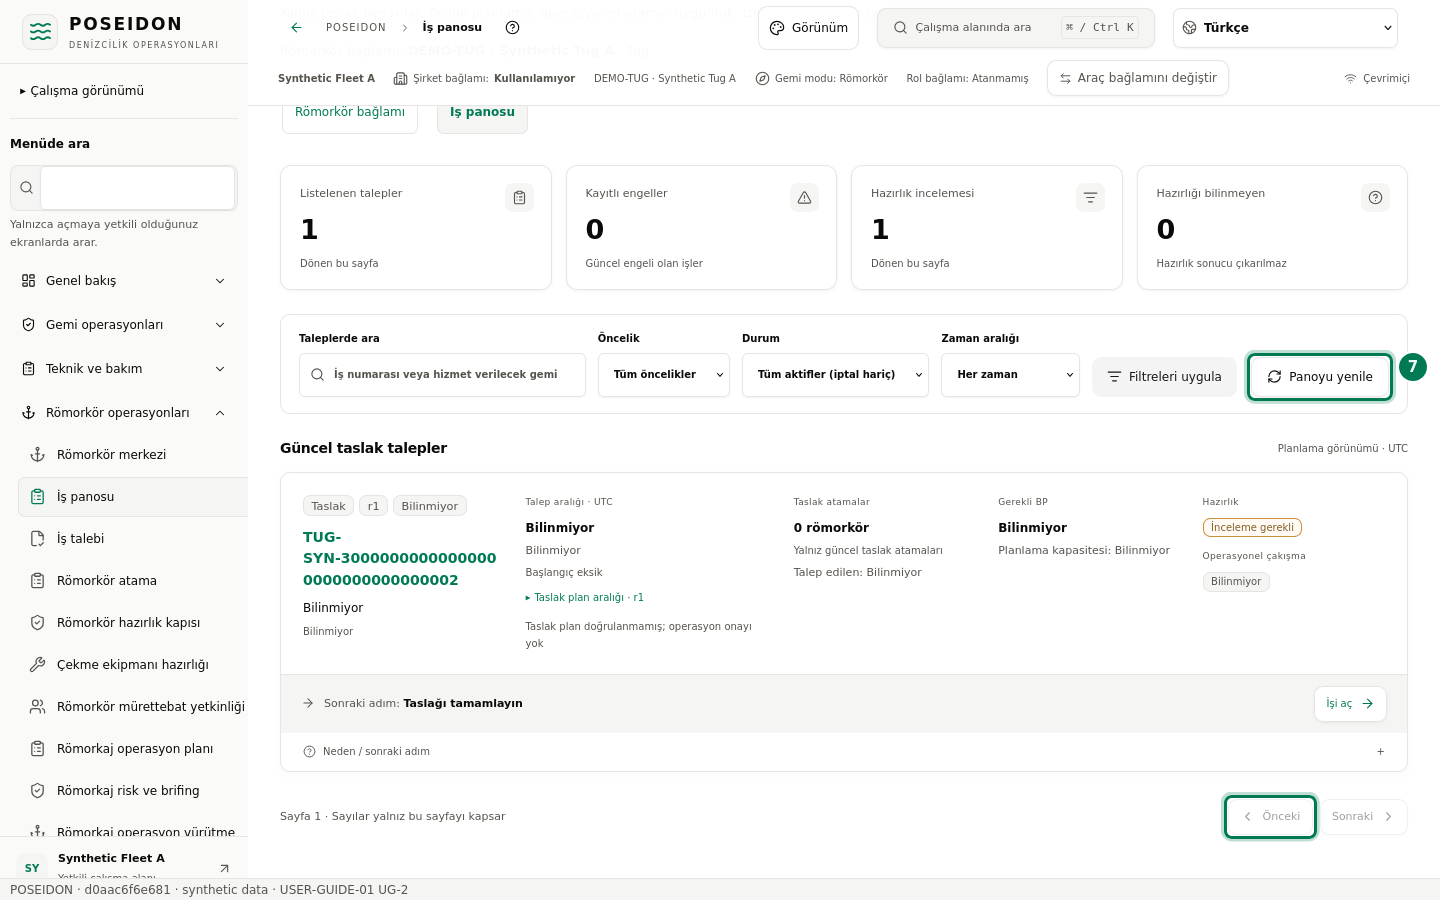 POSEIDON
DENİZCİLİK OPERASYONLARI
▸ Çalışma görünümü
Menüde ara
Yalnızca açmaya yetkili olduğunuz
ekranlarda arar.
Genel bakış
Gemi operasyonları
Teknik ve bakım
Römorkör operasyonları
Römorkör merkezi
İş panosu
İş talebi
Römorkör atama
Römorkör hazırlık kapısı
Çekme ekipmanı hazırlığı
Römorkör mürettebat yetkinliği
Römorkaj operasyon planı
Römorkaj risk ve brifing
Römorkaj operasyon yürütme
SY
Synthetic Fleet A
POSEIDON
İş panosu
Görünüm
Çalışma alanında ara
⌘ / Ctrl K
Türkçe
Synthetic Fleet A
Şirket bağlamı: Kullanılamıyor
DEMO-TUG · Synthetic Tug A
Gemi modu: Römorkör
Rol bağlamı: Atanmamış
Araç bağlamını değiştir
Çevrimiçi
Römorkör bağlamı
İş panosu
Listelenen talepler
1
Dönen bu sayfa
Kayıtlı engeller
0
Güncel engeli olan işler
Hazırlık incelemesi
1
Dönen bu sayfa
Hazırlığı bilinmeyen
0
Hazırlık sonucu çıkarılmaz
Taleplerde ara
İş numarası veya hizmet verilecek gemi
Öncelik
Tüm öncelikler
Durum
Tüm aktifler (iptal hariç)
Zaman aralığı
Her zaman
Filtreleri uygula
Panoyu yenile
7
Güncel taslak talepler
Planlama görünümü · UTC
Taslak
r1
Bilinmiyor
TUG-
SYN-3000000000000000
0000000000000002
Bilinmiyor
Bilinmiyor
Talep aralığı · UTC
Bilinmiyor
Bilinmiyor
Başlangıç eksik
▸ Taslak plan aralığı · r1
Taslak plan doğrulanmamış; operasyon onayı
yok
Taslak atamalar
0 römorkör
Yalnız güncel taslak atamaları
Talep edilen: Bilinmiyor
Gerekli BP
Bilinmiyor
Planlama kapasitesi: Bilinmiyor
Hazırlık
İnceleme gerekli
Operasyonel çakışma
Bilinmiyor
Sonraki adım: Taslağı tamamlayın
İşi aç
Neden / sonraki adım
+
Sayfa 1 · Sayılar yalnız bu sayfayı kapsar
Önceki
Sonraki
POSEIDON · d0aac6f6e681 · synthetic data · USER-GUIDE-01 UG-2